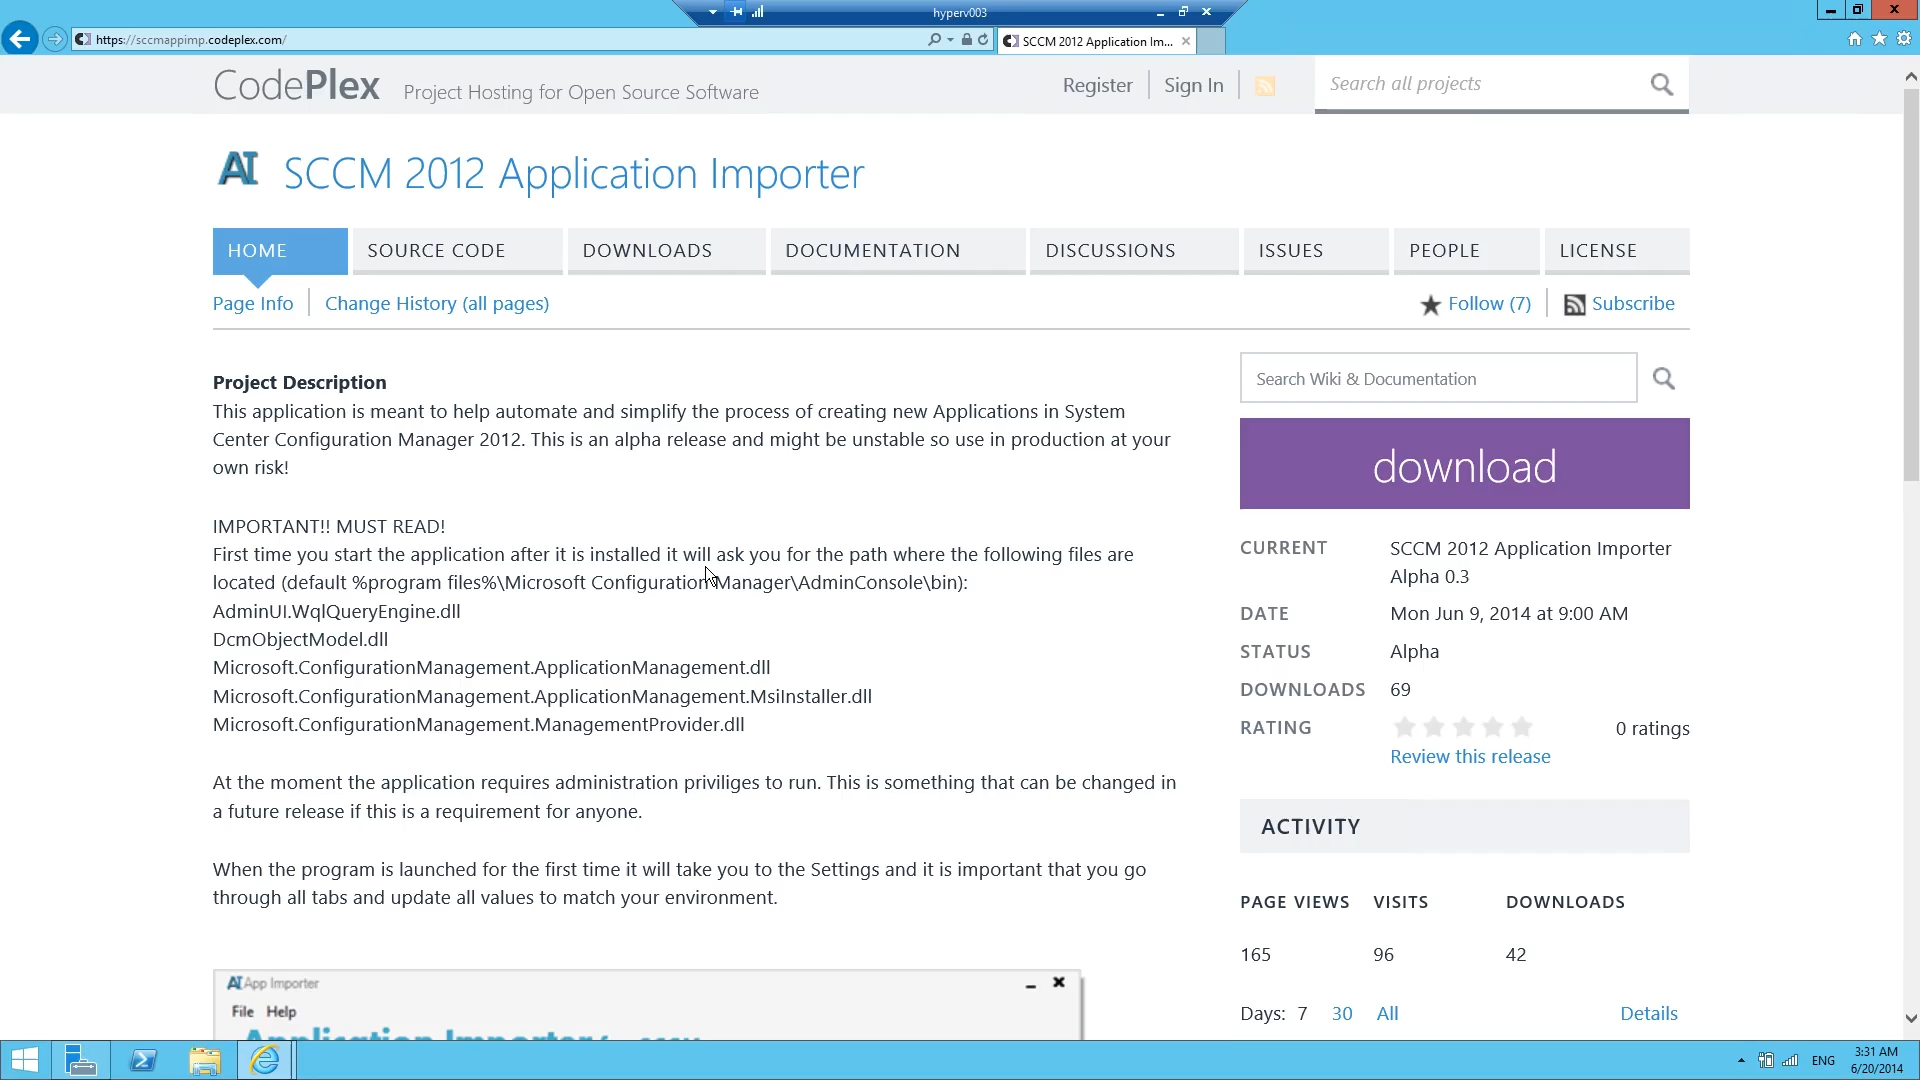 hyperv003
https://sccmappimp.codeplex.com/
SCCM 2012 Application Im...
CodePlex Project Hosting for Open Source Software
Register Sign In
Search all projects
AI SCCM 2012 Application Importer
HOME SOURCE CODE DOWNLOADS DOCUMENTATION DISCUSSIONS ISSUES PEOPLE LICENSE
Page Info Change History (all pages) Follow (7) Subscribe
Project Description
This application is meant to help automate and simplify the process of creating new Applications in System
Center Configuration Manager 2012. This is an alpha release and might be unstable so use in production at your
own risk!
IMPORTANT!! MUST READ!
First time you start the application after it is installed it will ask you for the path where the following files are
located (default %program files%\Microsoft Configuration Manager\AdminConsole\bin):
AdminUI.WqlQueryEngine.dll
DcmObjectModel.dll
Microsoft.ConfigurationManagement.ApplicationManagement.dll
Microsoft.ConfigurationManagement.ApplicationManagement.MsiInstaller.dll
Microsoft.ConfigurationManagement.ManagementProvider.dll
At the moment the application requires administration priviliges to run. This is something that can be changed in
a future release if this is a requirement for anyone.
When the program is launched for the first time it will take you to the Settings and it is important that you go
through all tabs and update all values to match your environment.
AI App Importer
File Help
Search Wiki & Documentation
download
CURRENT SCCM 2012 Application Importer
Alpha 0.3
DATE Mon Jun 9, 2014 at 9:00 AM
STATUS Alpha
DOWNLOADS 69
RATING 0 ratings
Review this release
ACTIVITY
PAGE VIEWS VISITS DOWNLOADS
165 96 42
Days: 7 30 All Details
ENG
3:31 AM
6/20/2014